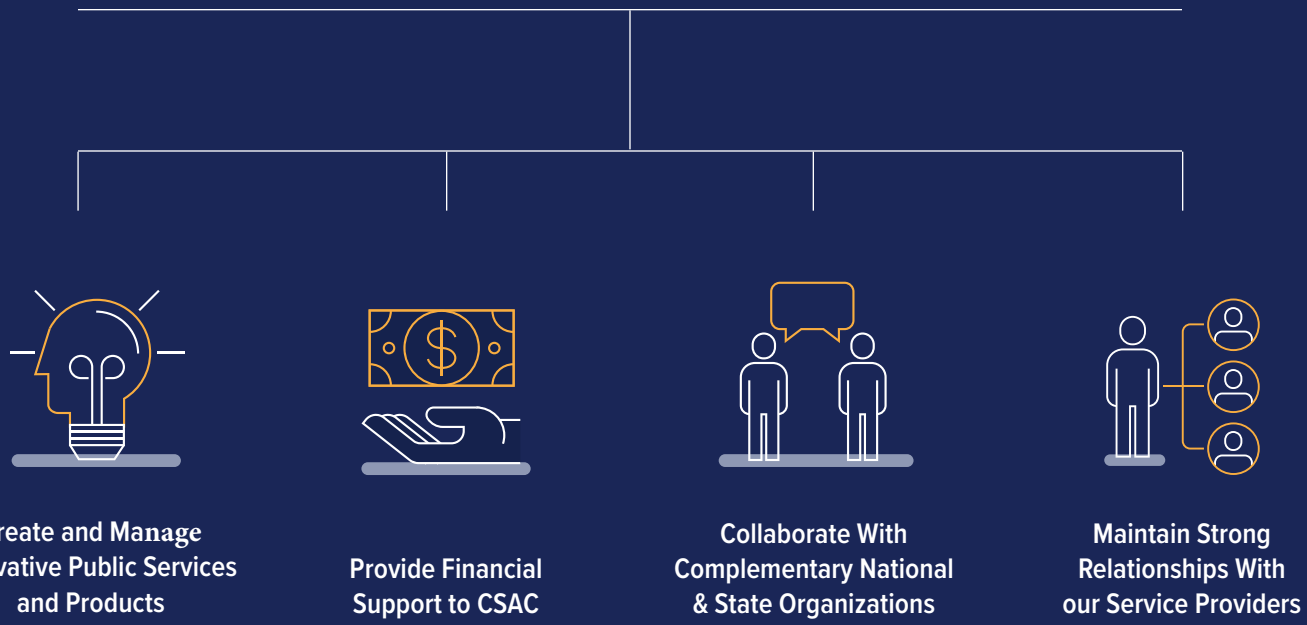 reate and Manage
vative Public Services
and Products
Provide Financial
Support to CSAC
Collaborate With
Complementary National
& State Organizations
Maintain Strong
Relationships With
our Service Providers
$